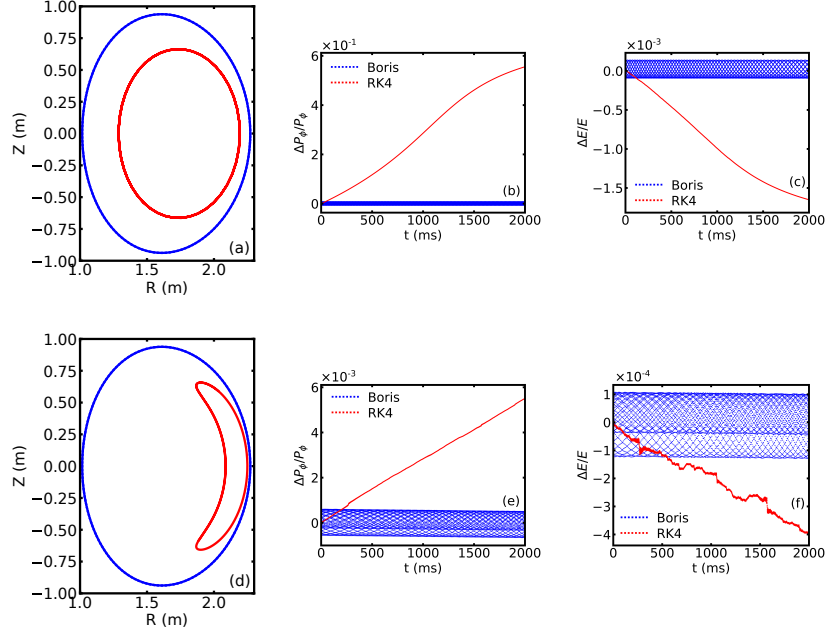 1.00
0.75
0.50
0.25
0.00
−0.25
−0.50
−0.75
−1.00
Z (m)
1.0
1.5
2.0
R (m)
(a)
×10⁻¹
6
4
2
0
ΔP_ϕ/P_ϕ
Boris
RK4
(b)
0
500
1000
1500
2000
t (ms)
×10⁻³
0.0
−0.5
−1.0
−1.5
ΔE/E
Boris
RK4
(c)
0
500
1000
1500
2000
t (ms)
1.00
0.75
0.50
0.25
0.00
−0.25
−0.50
−0.75
−1.00
Z (m)
1.0
1.5
2.0
R (m)
(d)
×10⁻³
6
4
2
0
ΔP_ϕ/P_ϕ
Boris
RK4
(e)
0
500
1000
1500
2000
t (ms)
×10⁻⁴
1
0
−1
−2
−3
−4
ΔE/E
Boris
RK4
(f)
0
500
1000
1500
2000
t (ms)